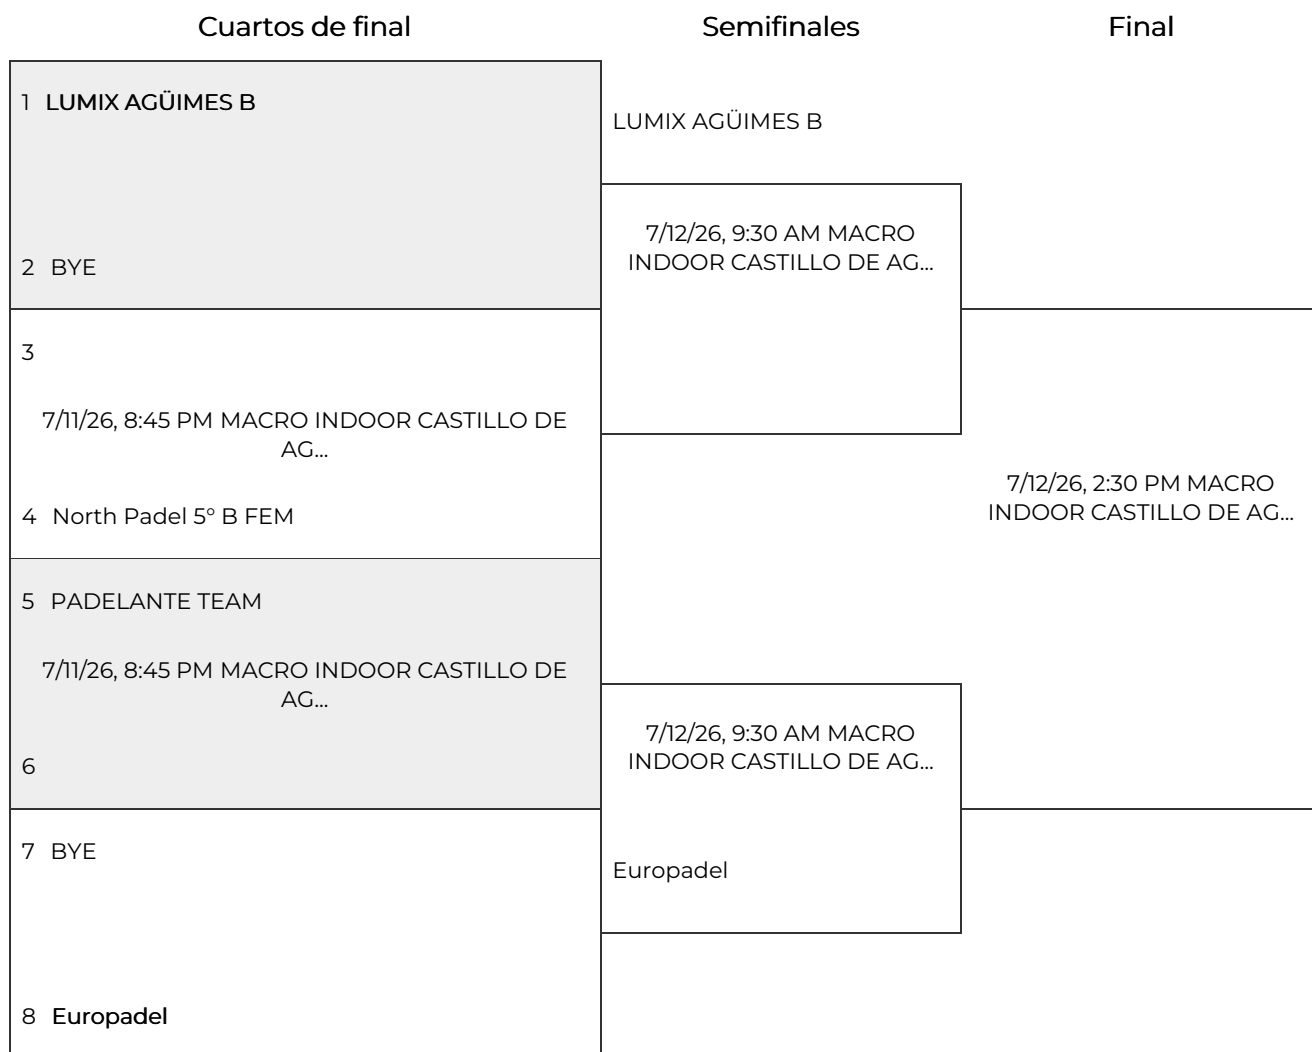 Cuartos de final
Semifinales
Final
1 LUMIX AGÜIMES B
LUMIX AGÜIMES B
7/12/26, 9:30 AM MACRO
INDOOR CASTILLO DE AG...
2 BYE
3
7/11/26, 8:45 PM MACRO INDOOR CASTILLO DE
AG...
7/12/26, 2:30 PM MACRO
INDOOR CASTILLO DE AG...
4 North Padel 5º B FEM
5 PADELANTE TEAM
7/11/26, 8:45 PM MACRO INDOOR CASTILLO DE
AG...
7/12/26, 9:30 AM MACRO
INDOOR CASTILLO DE AG...
6
7 BYE
Europadel
8 Europadel